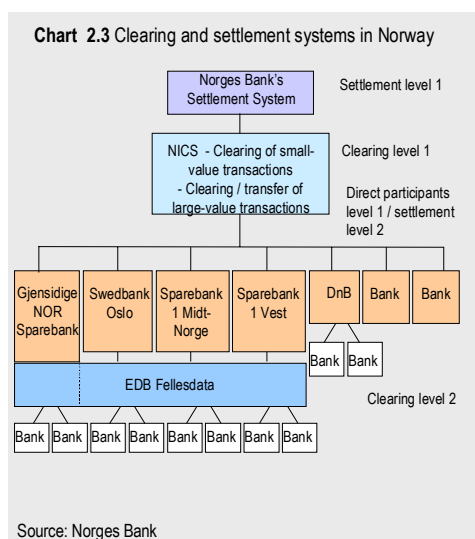 Chart 2.3 Clearing and settlement systems in Norway
Norges Bank's
Settlement System
Settlement level 1
NICS - Clearing of small-
value transactions
- Clearing / transfer of
large-value transactions
Clearing level 1
Direct participants
level 1 / settlement
level 2
Gjensidige
NOR
Sparebank
Swedbank
Oslo
Sparebank
1 Midt-
Norge
Sparebank
1 Vest
DnB
Bank
Bank
Bank
Bank
EDB Fellesdata
Clearing level 2
Bank
Bank
Bank
Bank
Bank
Bank
Bank
Bank
Source: Norges Bank